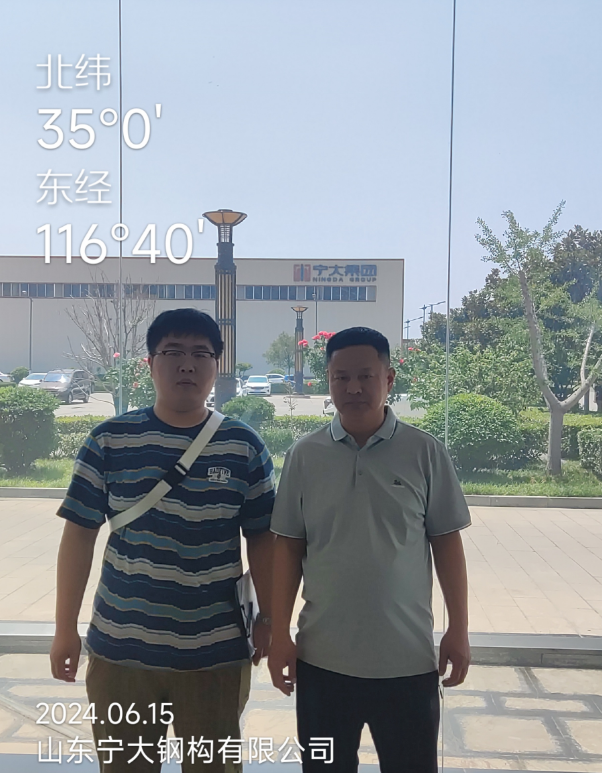 北纬
35°0'
东经
116°40'
宁大集团
NINGDA GROUP
2024.06.15
山东宁大钢构有限公司